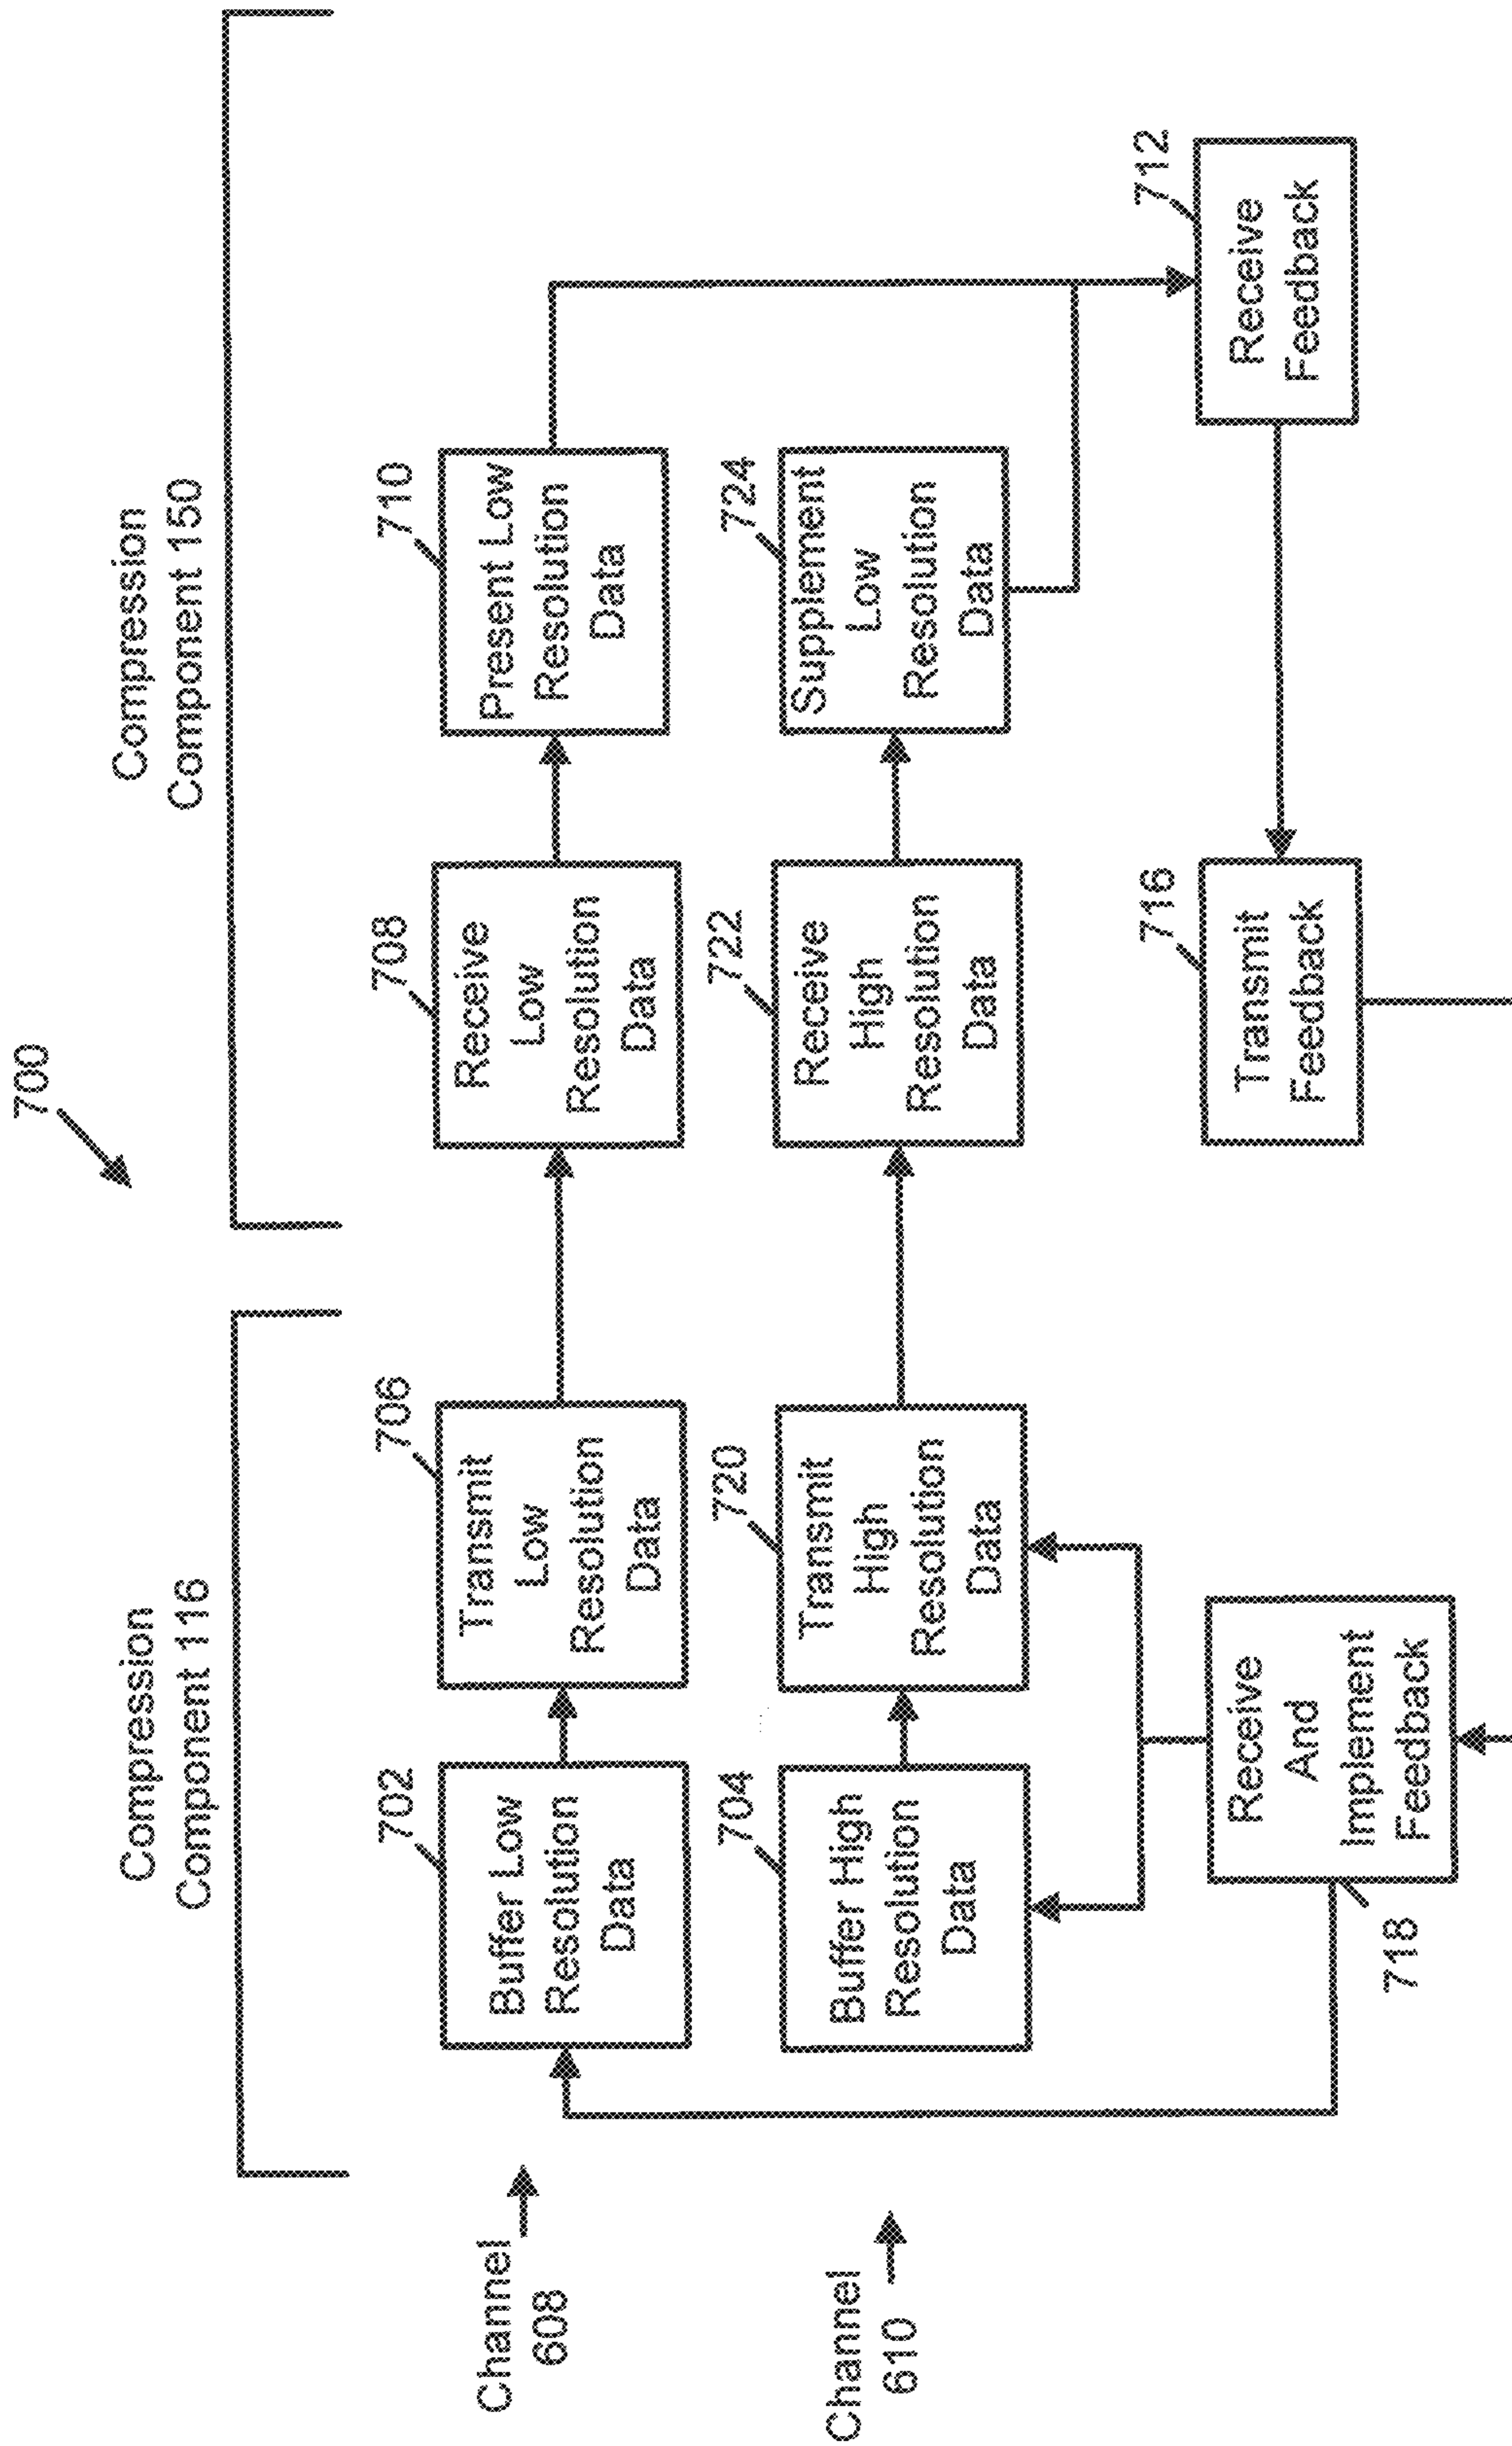 700
Compression
Component 116
Compression
Component 150
Channel
608
702
Buffer Low
Resolution
Data
706
Transmit
Low
Resolution
Data
708
Receive
Low
Resolution
Data
710
Present Low
Resolution
Data
Channel
610
704
Buffer High
Resolution
Data
720
Transmit
High
Resolution
Data
722
Receive
High
Resolution
Data
724
Supplement
Low
Resolution
Data
718
Receive
And
Implement
Feedback
716
Transmit
Feedback
712
Receive
Feedback